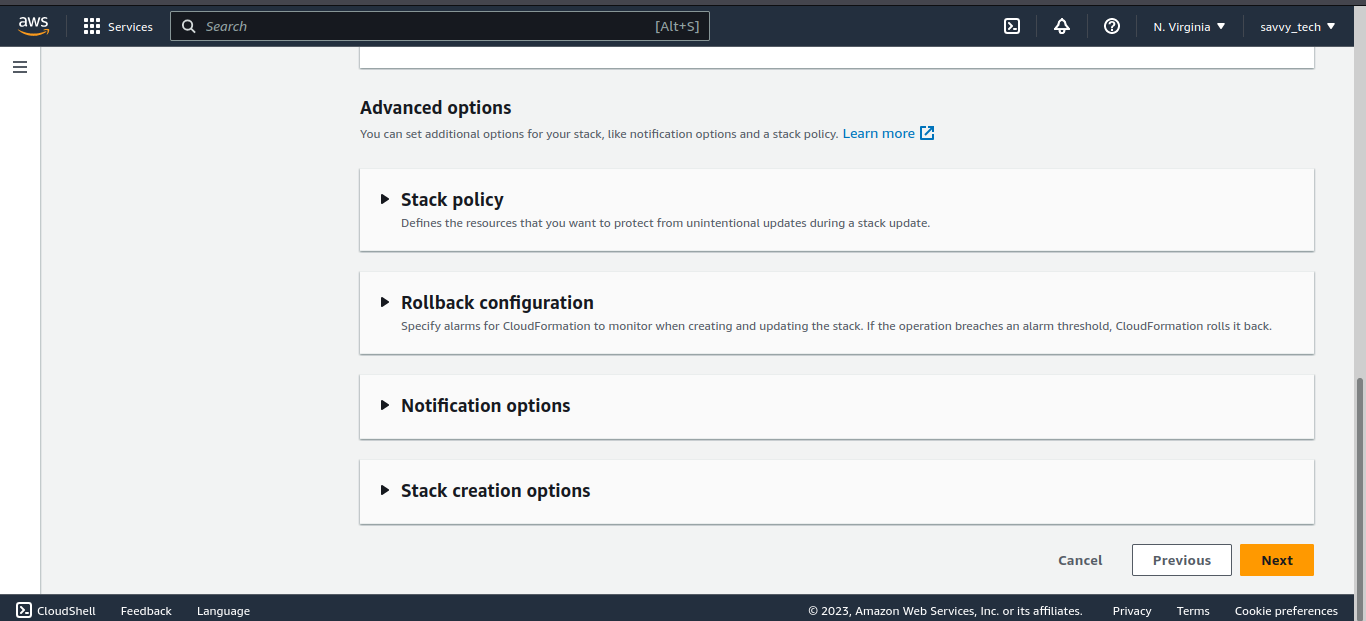 aws Services Search [Alt+S] N. Virginia savvy_tech
Advanced options
You can set additional options for your stack, like notification options and a stack policy. Learn more
Stack policy
Defines the resources that you want to protect from unintentional updates during a stack update.
Rollback configuration
Specify alarms for CloudFormation to monitor when creating and updating the stack. If the operation breaches an alarm threshold, CloudFormation rolls it back.
Notification options
Stack creation options
Cancel Previous Next
CloudShell Feedback Language © 2023, Amazon Web Services, Inc. or its affiliates. Privacy Terms Cookie preferences